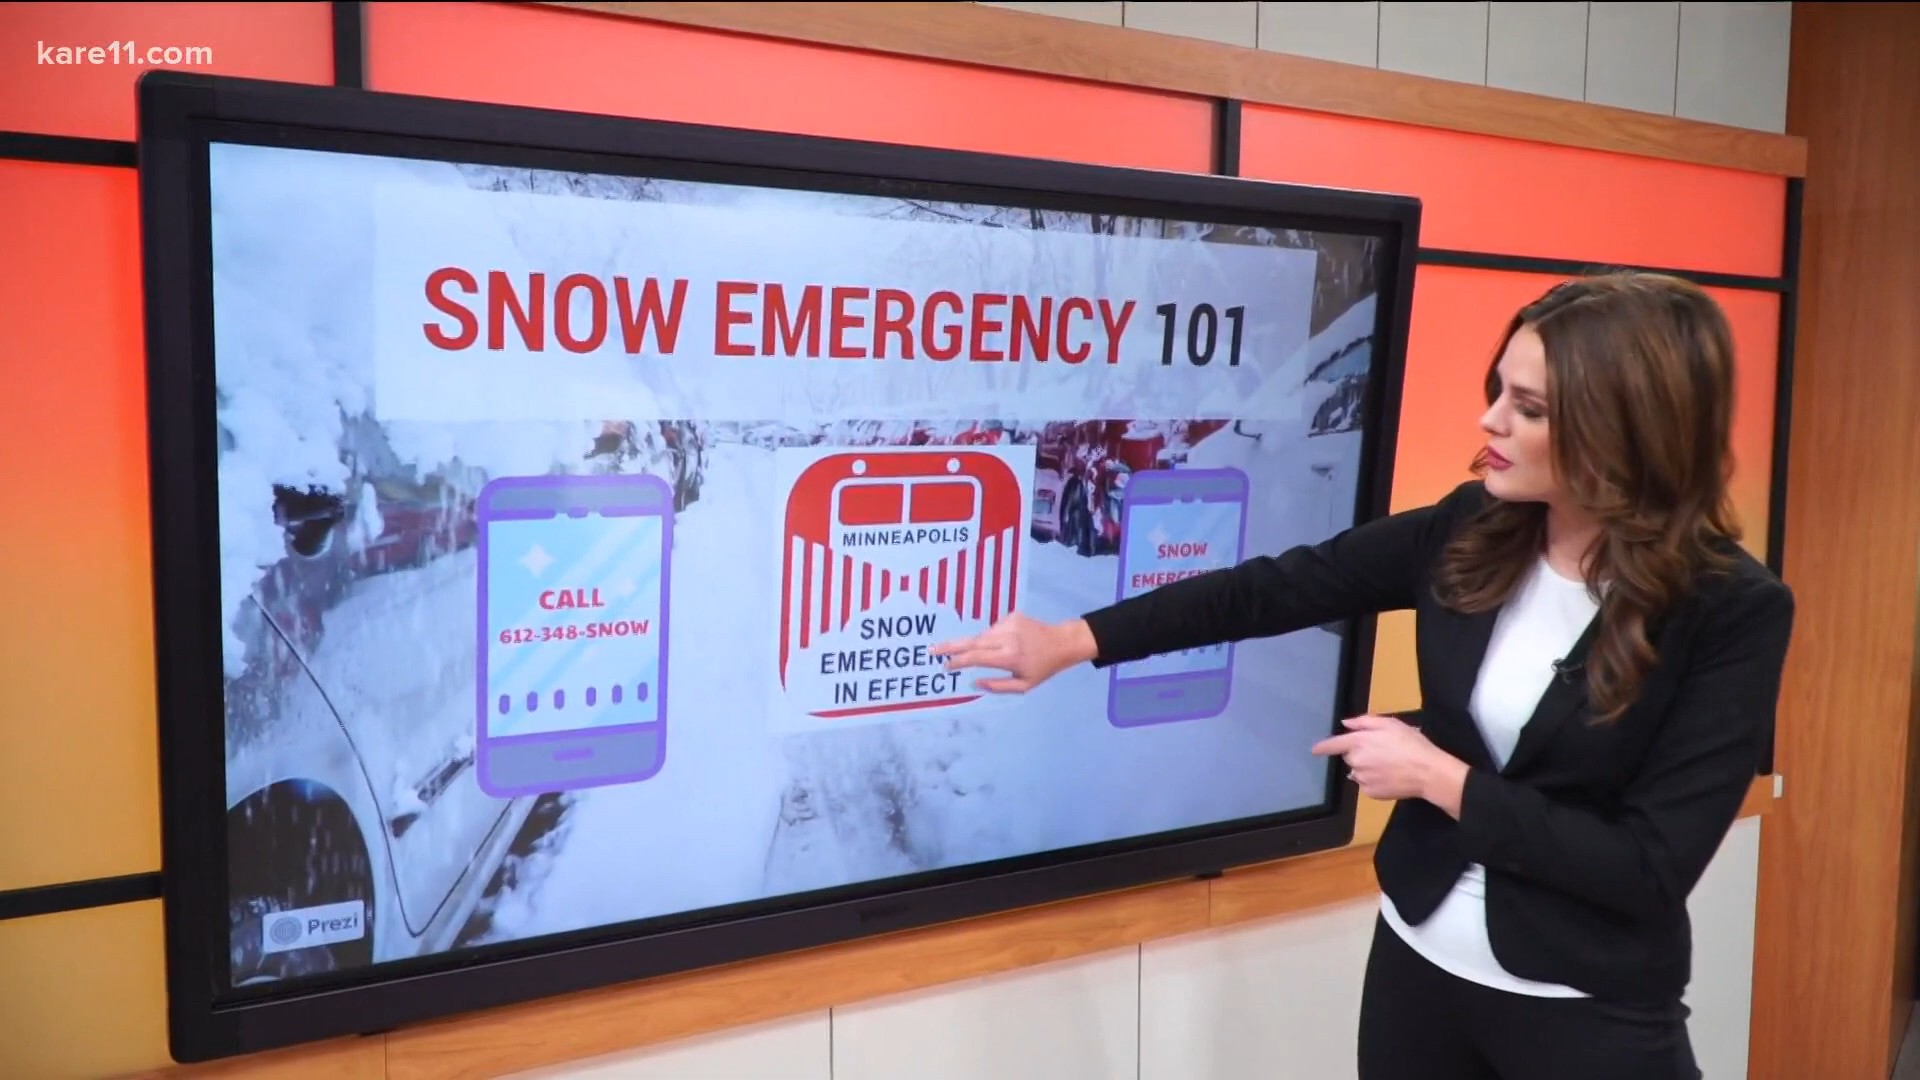 kare11.com
SNOW EMERGENCY 101
CALL
612-348-SNOW
MINNEAPOLIS
SNOW
IN EFFECT
SNOW
Prezi